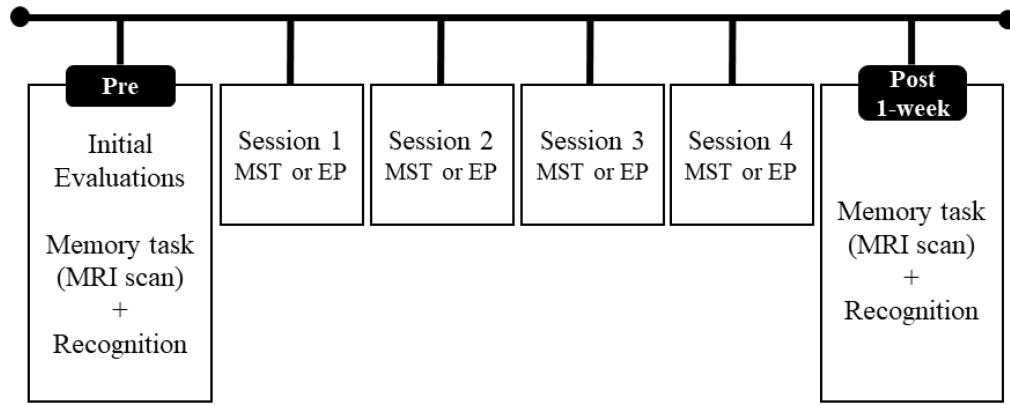 Pre
Initial
Evaluations
Memory task
(MRI scan)
+
Recognition
Session 1
MST or EP
Session 2
MST or EP
Session 3
MST or EP
Session 4
MST or EP
Post
1-week
Memory task
(MRI scan)
+
Recognition